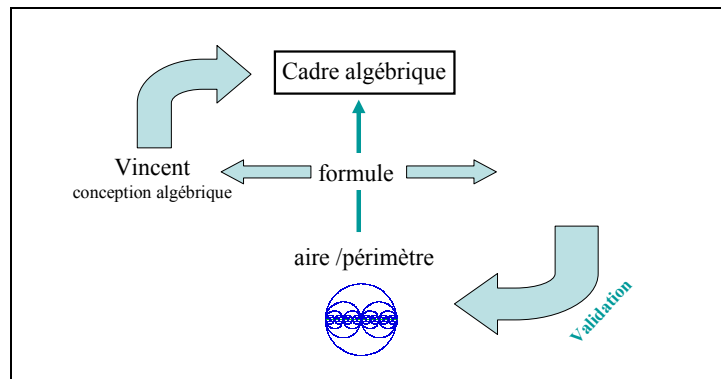 Cadre algébrique
Vincent
conception algébrique
formule
aire /périmètre
Validation